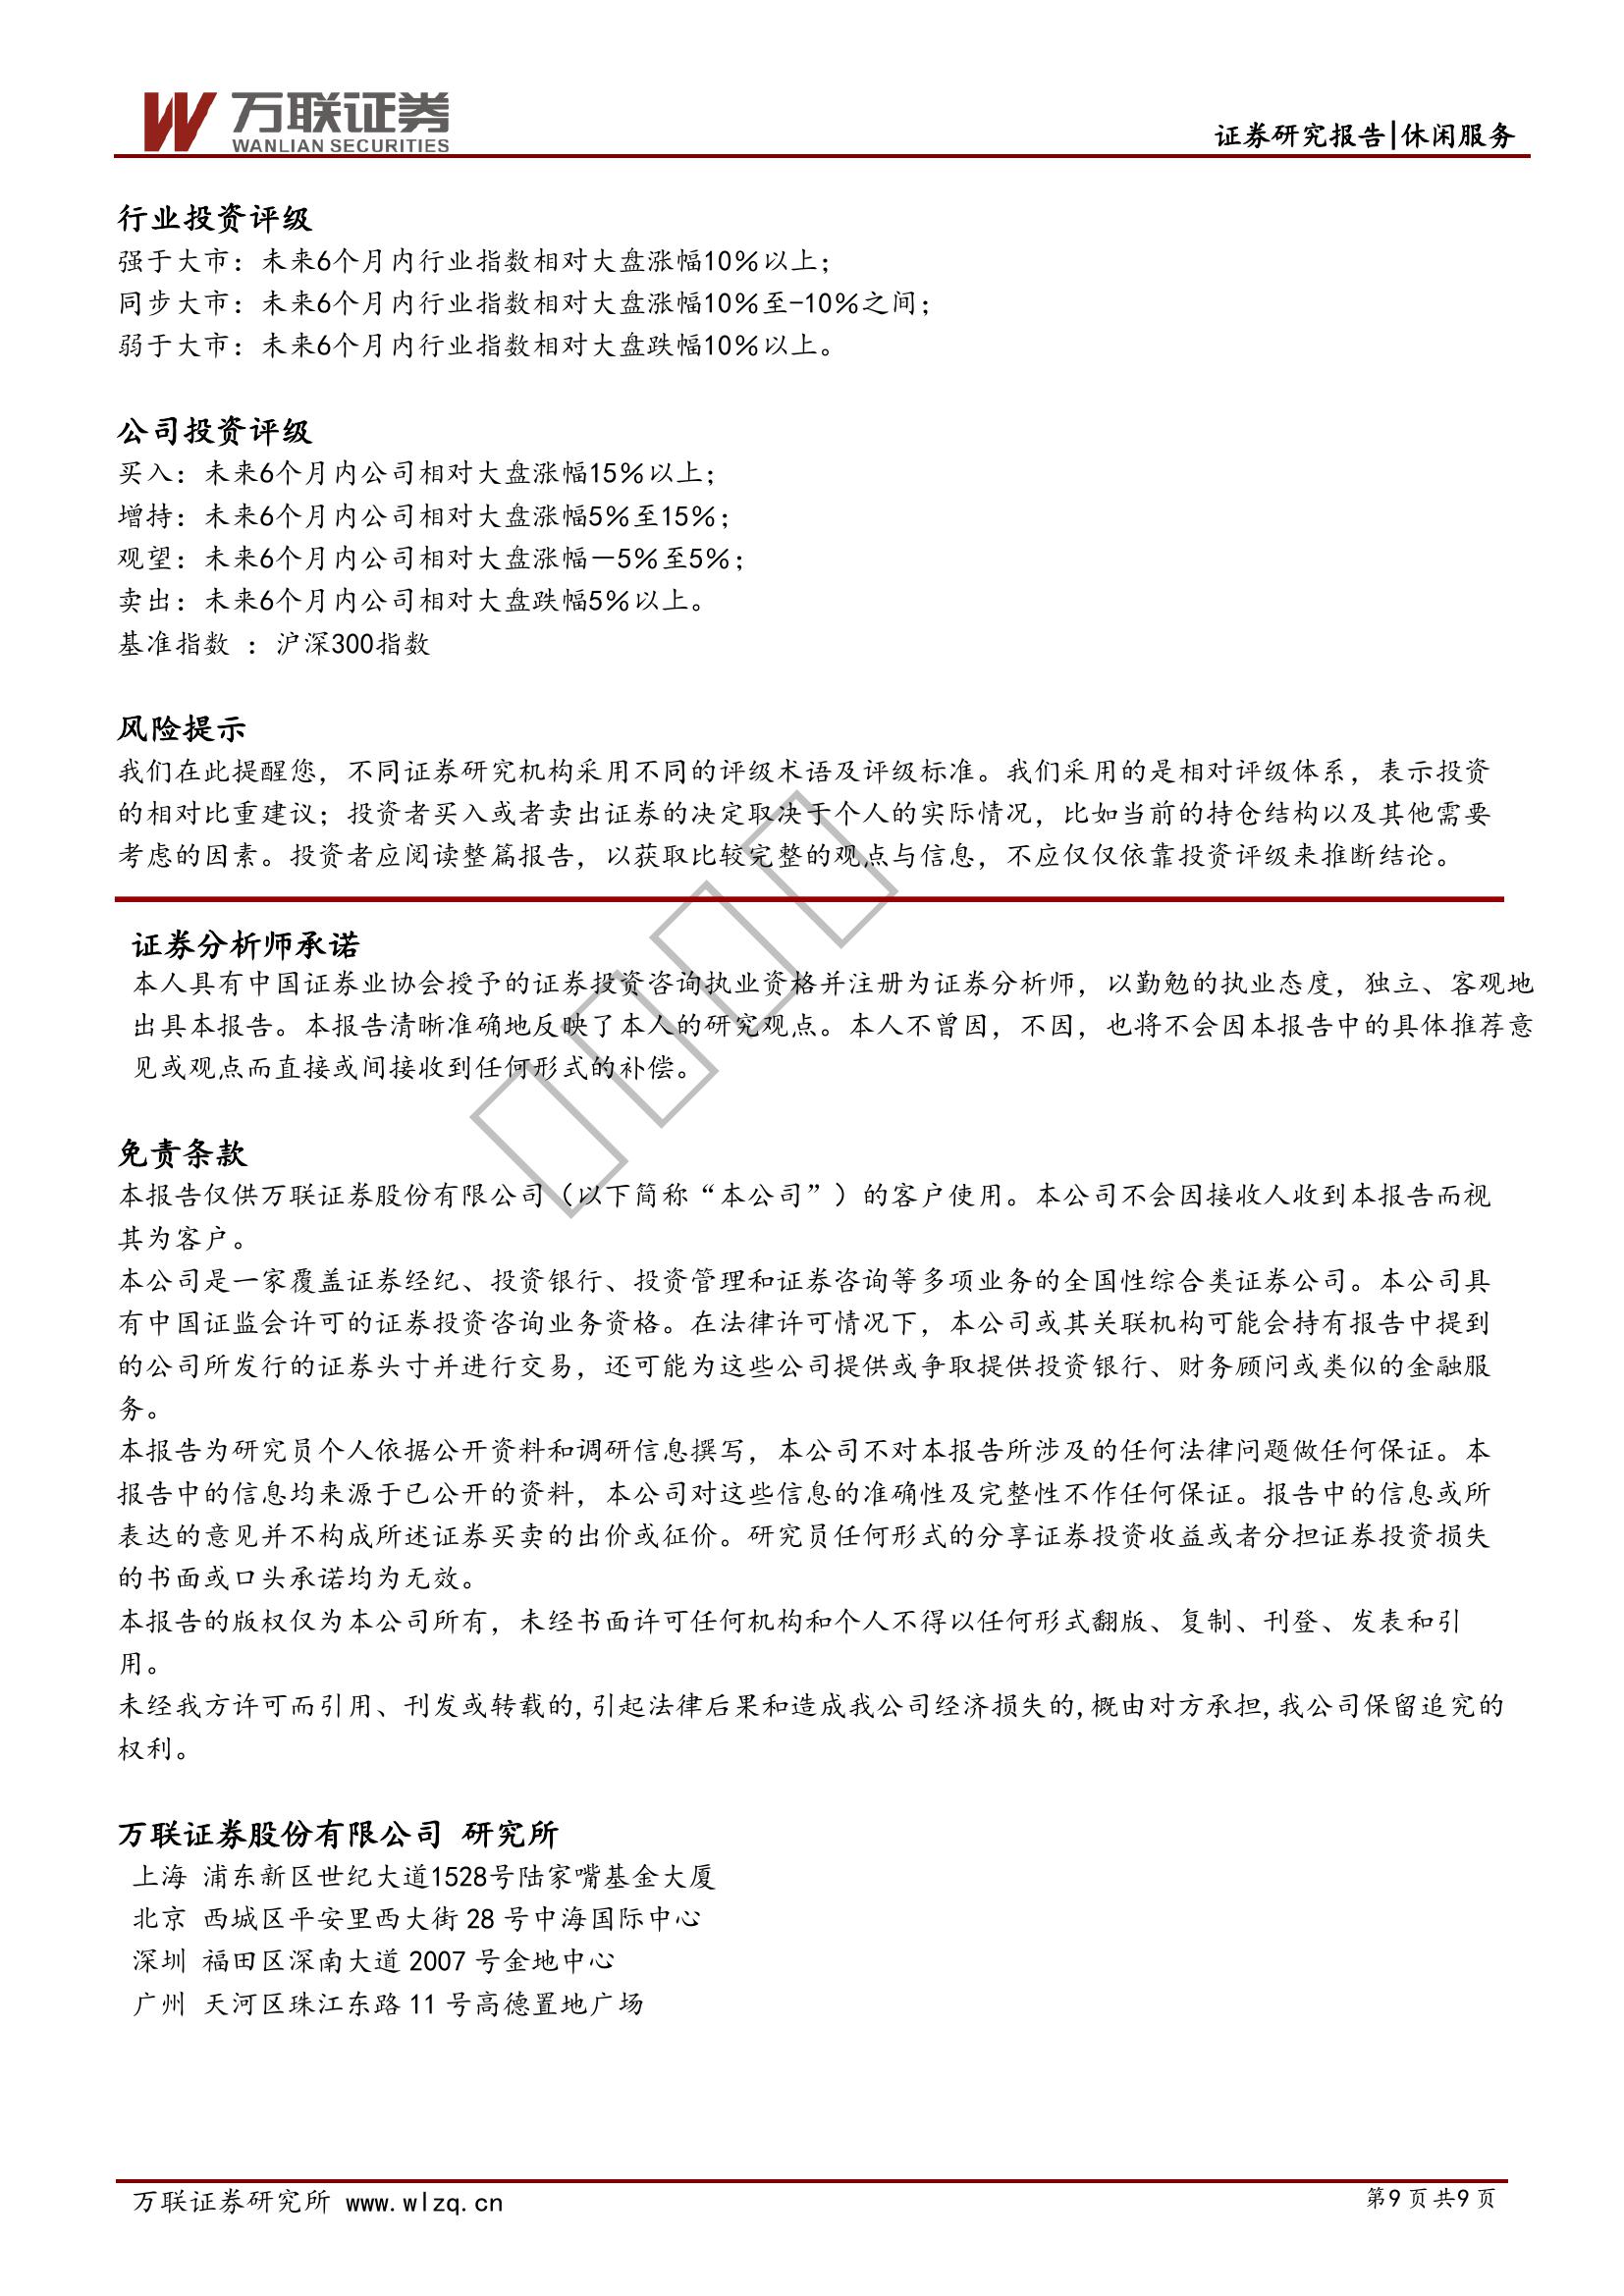 万联证券
WANLIAN SECURITIES
证券研究报告|休闲服务
行业投资评级
强于大市：未来6个月内行业指数相对大盘涨幅10％以上；
同步大市：未来6个月内行业指数相对大盘涨幅10％至-10％之间；
弱于大市：未来6个月内行业指数相对大盘跌幅10％以上。
公司投资评级
买入：未来6个月内公司相对大盘涨幅15％以上；
增持：未来6个月内公司相对大盘涨幅5％至15％；
观望：未来6个月内公司相对大盘涨幅－5％至5％；
卖出：未来6个月内公司相对大盘跌幅5％以上。
基准指数 ：沪深300指数
风险提示
我们在此提醒您，不同证券研究机构采用不同的评级术语及评级标准。我们采用的是相对评级体系，表示投资
的相对比重建议；投资者买入或者卖出证券的决定取决于个人的实际情况，比如当前的持仓结构以及其他需要
考虑的因素。投资者应阅读整篇报告，以获取比较完整的观点与信息，不应仅仅依靠投资评级来推断结论。
证券分析师承诺
本人具有中国证券业协会授予的证券投资咨询执业资格并注册为证券分析师，以勤勉的执业态度，独立、客观地
出具本报告。本报告清晰准确地反映了本人的研究观点。本人不曾因，不因，也将不会因本报告中的具体推荐意
见或观点而直接或间接收到任何形式的补偿。
免责条款
本报告仅供万联证券股份有限公司（以下简称“本公司”）的客户使用。本公司不会因接收人收到本报告而视
其为客户。
本公司是一家覆盖证券经纪、投资银行、投资管理和证券咨询等多项业务的全国性综合类证券公司。本公司具
有中国证监会许可的证券投资咨询业务资格。在法律许可情况下，本公司或其关联机构可能会持有报告中提到
的公司所发行的证券头寸并进行交易，还可能为这些公司提供或争取提供投资银行、财务顾问或类似的金融服
务。
本报告为研究员个人依据公开资料和调研信息撰写，本公司不对本报告所涉及的任何法律问题做任何保证。本
报告中的信息均来源于已公开的资料，本公司对这些信息的准确性及完整性不作任何保证。报告中的信息或所
表达的意见并不构成所述证券买卖的出价或征价。研究员任何形式的分享证券投资收益或者分担证券投资损失
的书面或口头承诺均为无效。
本报告的版权仅为本公司所有，未经书面许可任何机构和个人不得以任何形式翻版、复制、刊登、发表和引
用。
未经我方许可而引用、刊发或转载的,引起法律后果和造成我公司经济损失的,概由对方承担,我公司保留追究的
权利。
万联证券股份有限公司 研究所
上海 浦东新区世纪大道1528号陆家嘴基金大厦
北京 西城区平安里西大街 28 号中海国际中心
深圳 福田区深南大道 2007 号金地中心
广州 天河区珠江东路 11 号高德置地广场
万联证券研究所 www.wlzq.cn
第9 页 共9 页